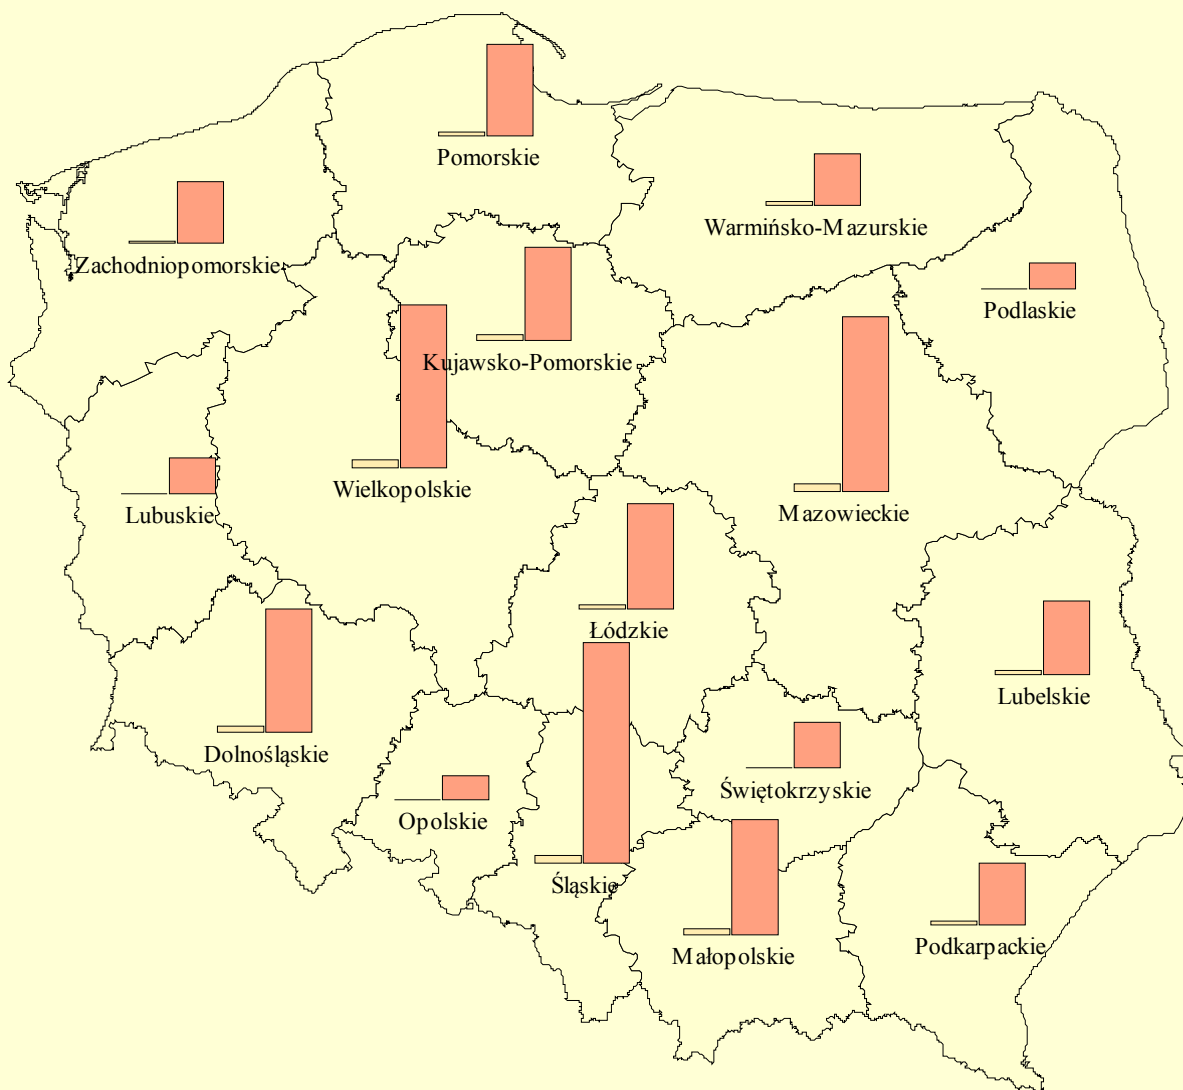 Pomorskie
Warmińsko-Mazurskie
Zachodniopomorskie
Podlaskie
Kujawsko-Pomorskie
Wielkopolskie
Mazowieckie
Lubuskie
Łódzkie
Lubelskie
Dolnośląskie
Świętokrzyskie
Opolskie
Śląskie
Podkarpackie
Małopolskie